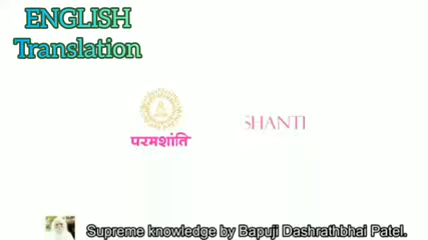 ENGLISH
Translation
परमशांति
SHANTI
Supreme knowledge by Bapuji Dashrathbhai Patel.